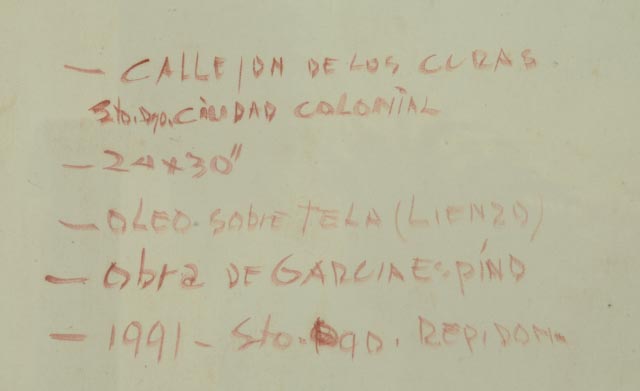 - CALLEJON DE LOS CURAS.
Sto. Dgo. CIUDAD COLONIAL
- 24 x 30"
- OLEO SOBRE TELA (LIENZO)
- Obra DE GARCIA ESPINO
- 1991 - Sto. DgO. REP. DOM.